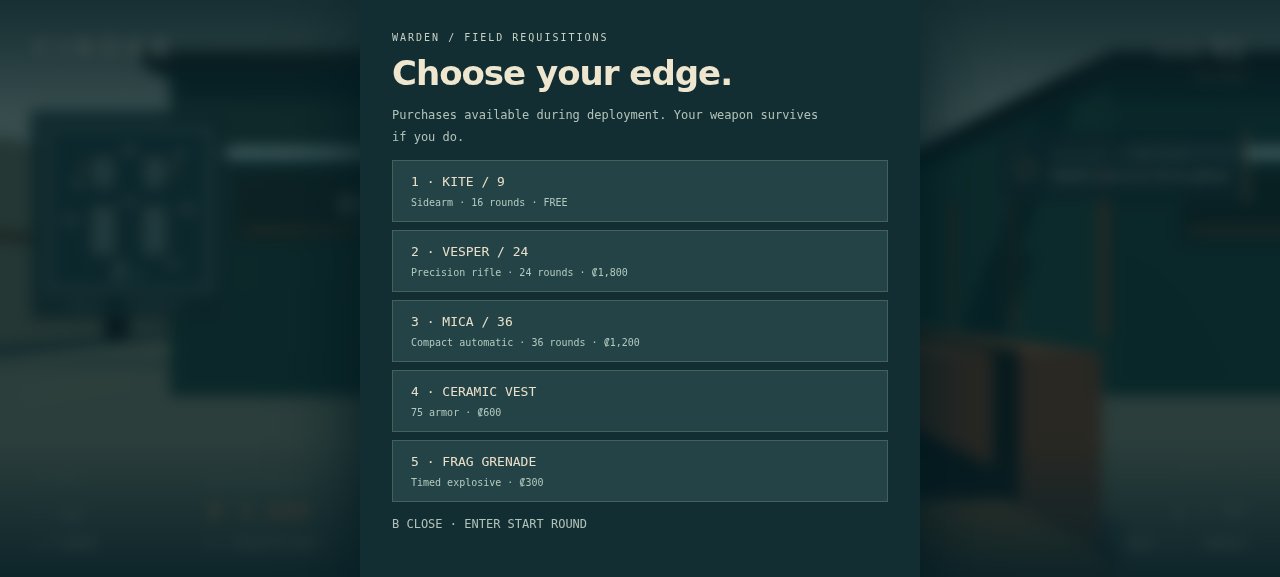 WARDEN / FIELD REQUISITIONS
Choose your edge.
Purchases available during deployment. Your weapon survives
if you do.
1 · KITE / 9
Sidearm · 16 rounds · FREE
2 · VESPER / 24
Precision rifle · 24 rounds · ₡1,800
3 · MICA / 36
Compact automatic · 36 rounds · ₡1,200
4 · CERAMIC VEST
75 armor · ₡600
5 · FRAG GRENADE
Timed explosive · ₡300
B CLOSE · ENTER START ROUND